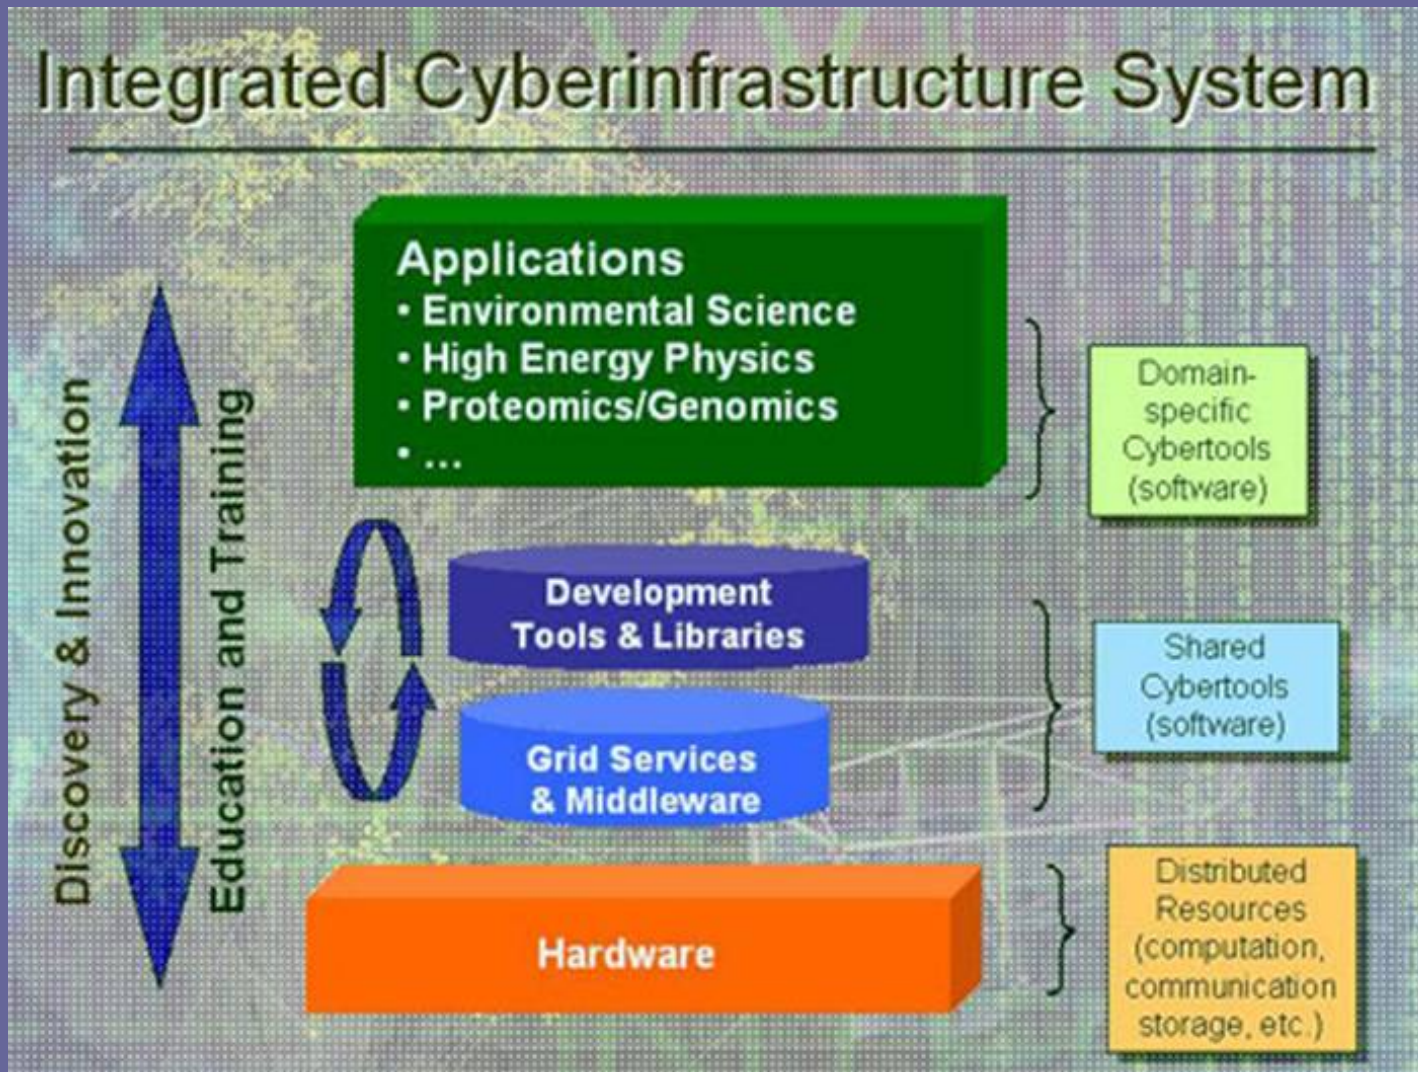 Integrated Cyberinfrastructure System
Discovery & Innovation
Education and Training
Applications
• Environmental Science
• High Energy Physics
• Proteomics/Genomics
• ...
Domain-
specific
Cybertools
(software)
Development
Tools & Libraries
Grid Services
& Middleware
Shared
Cybertools
(software)
Hardware
Distributed
Resources
(computation,
communication
storage, etc.)